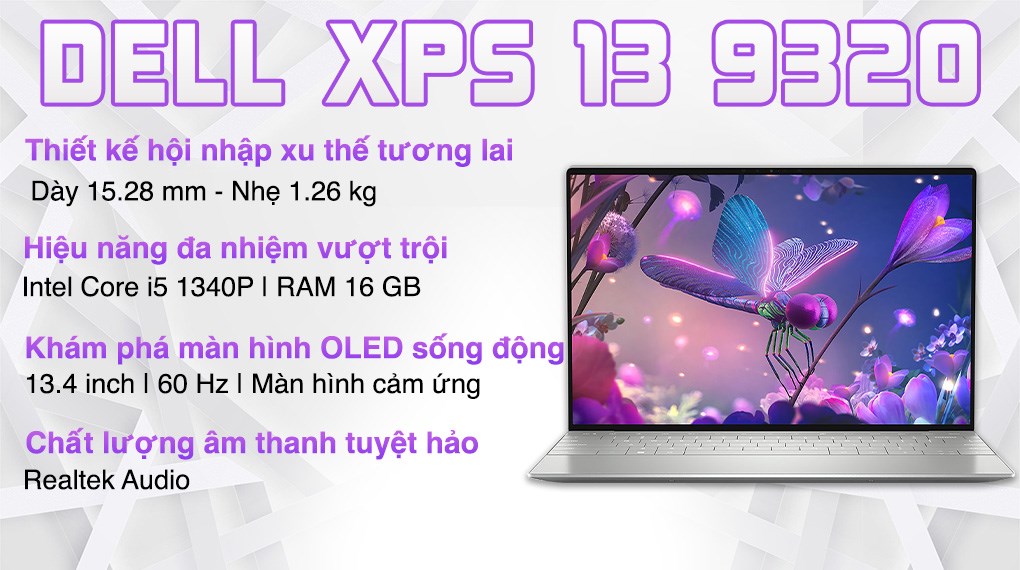 DELL XPS 13 9320
Thiết kế hội nhập xu thế tương lai
Dày 15.28 mm - Nhẹ 1.26 kg
Hiệu năng đa nhiệm vượt trội
Intel Core i5 1340P | RAM 16 GB
Khám phá màn hình OLED sống động
13.4 inch | 60 Hz | Màn hình cảm ứng
Chất lượng âm thanh tuyệt hảo
Realtek Audio